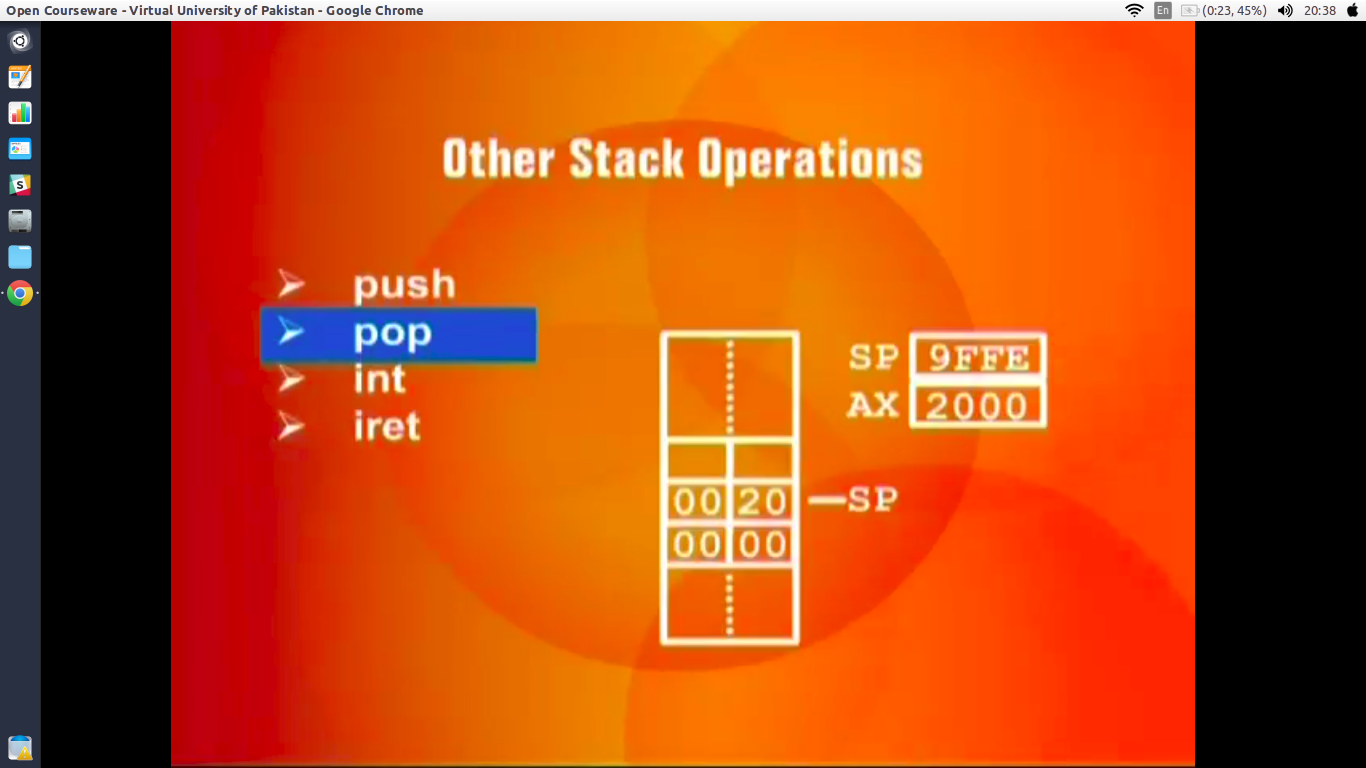 Open Courseware - Virtual University of Pakistan - Google Chrome
En (0:23, 45%) 20:38
Other Stack Operations
push
pop
int
iret
SP 9FFE
AX 2000
00 20 SP
00 00
S